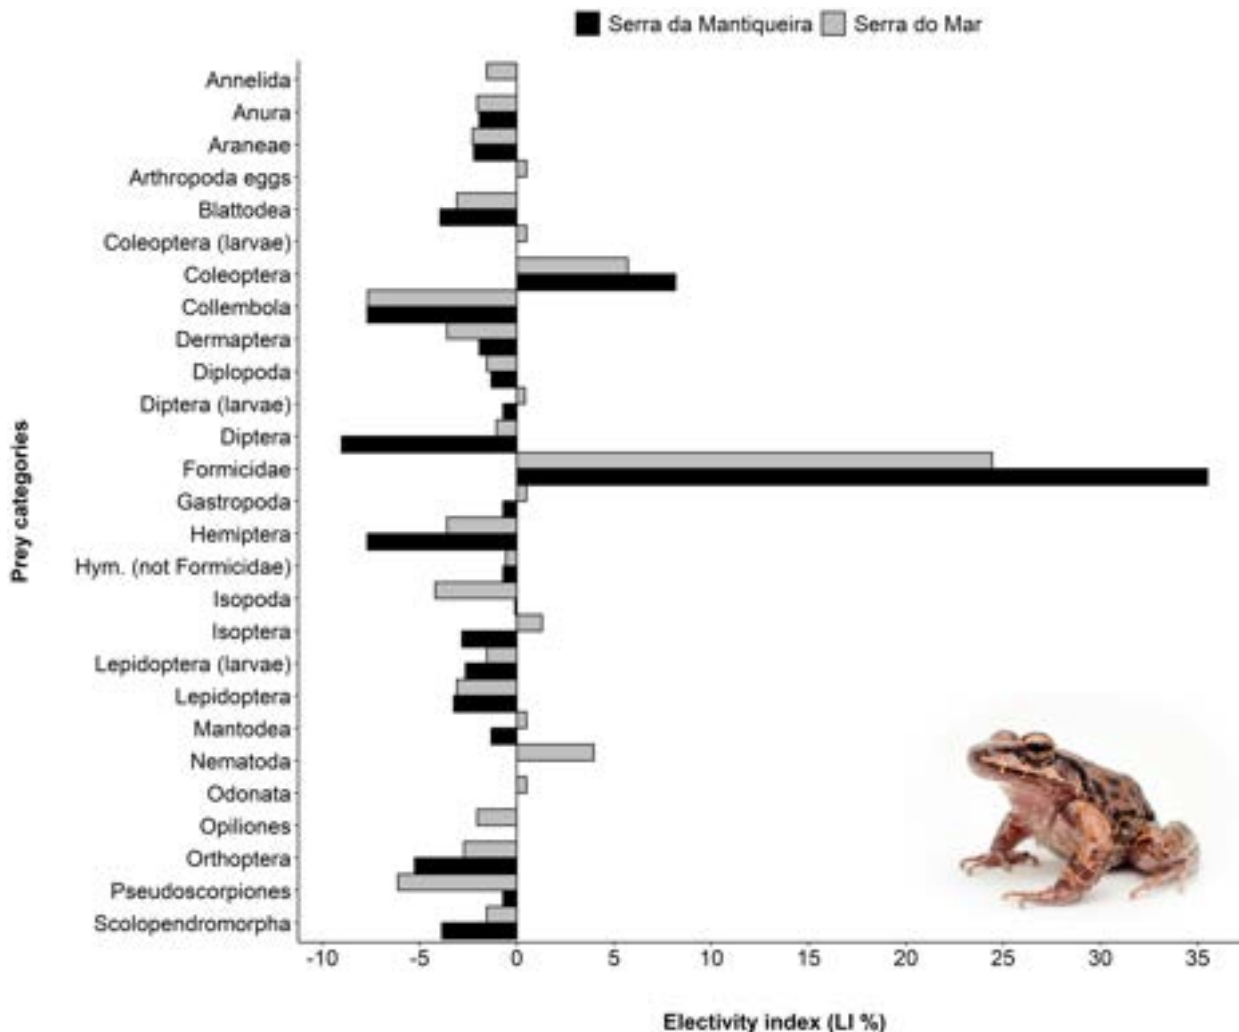 Serra da Mantiqueira Serra do Mar
Annelida
Anura
Araneae
Arthropoda eggs
Blattodea
Coleoptera (larvae)
Coleoptera
Collembola
Dermaptera
Diplopoda
Diptera (larvae)
Diptera
Formicidae
Gastropoda
Hemiptera
Hym. (not Formicidae)
Isopoda
Isoptera
Lepidoptera (larvae)
Lepidoptera
Mantodea
Nematoda
Odonata
Opiliones
Orthoptera
Pseudoscorpiones
Scolopendromorpha
Prey categories
-10 -5 0 5 10 15 20 25 30 35
Electivity index (LI %)